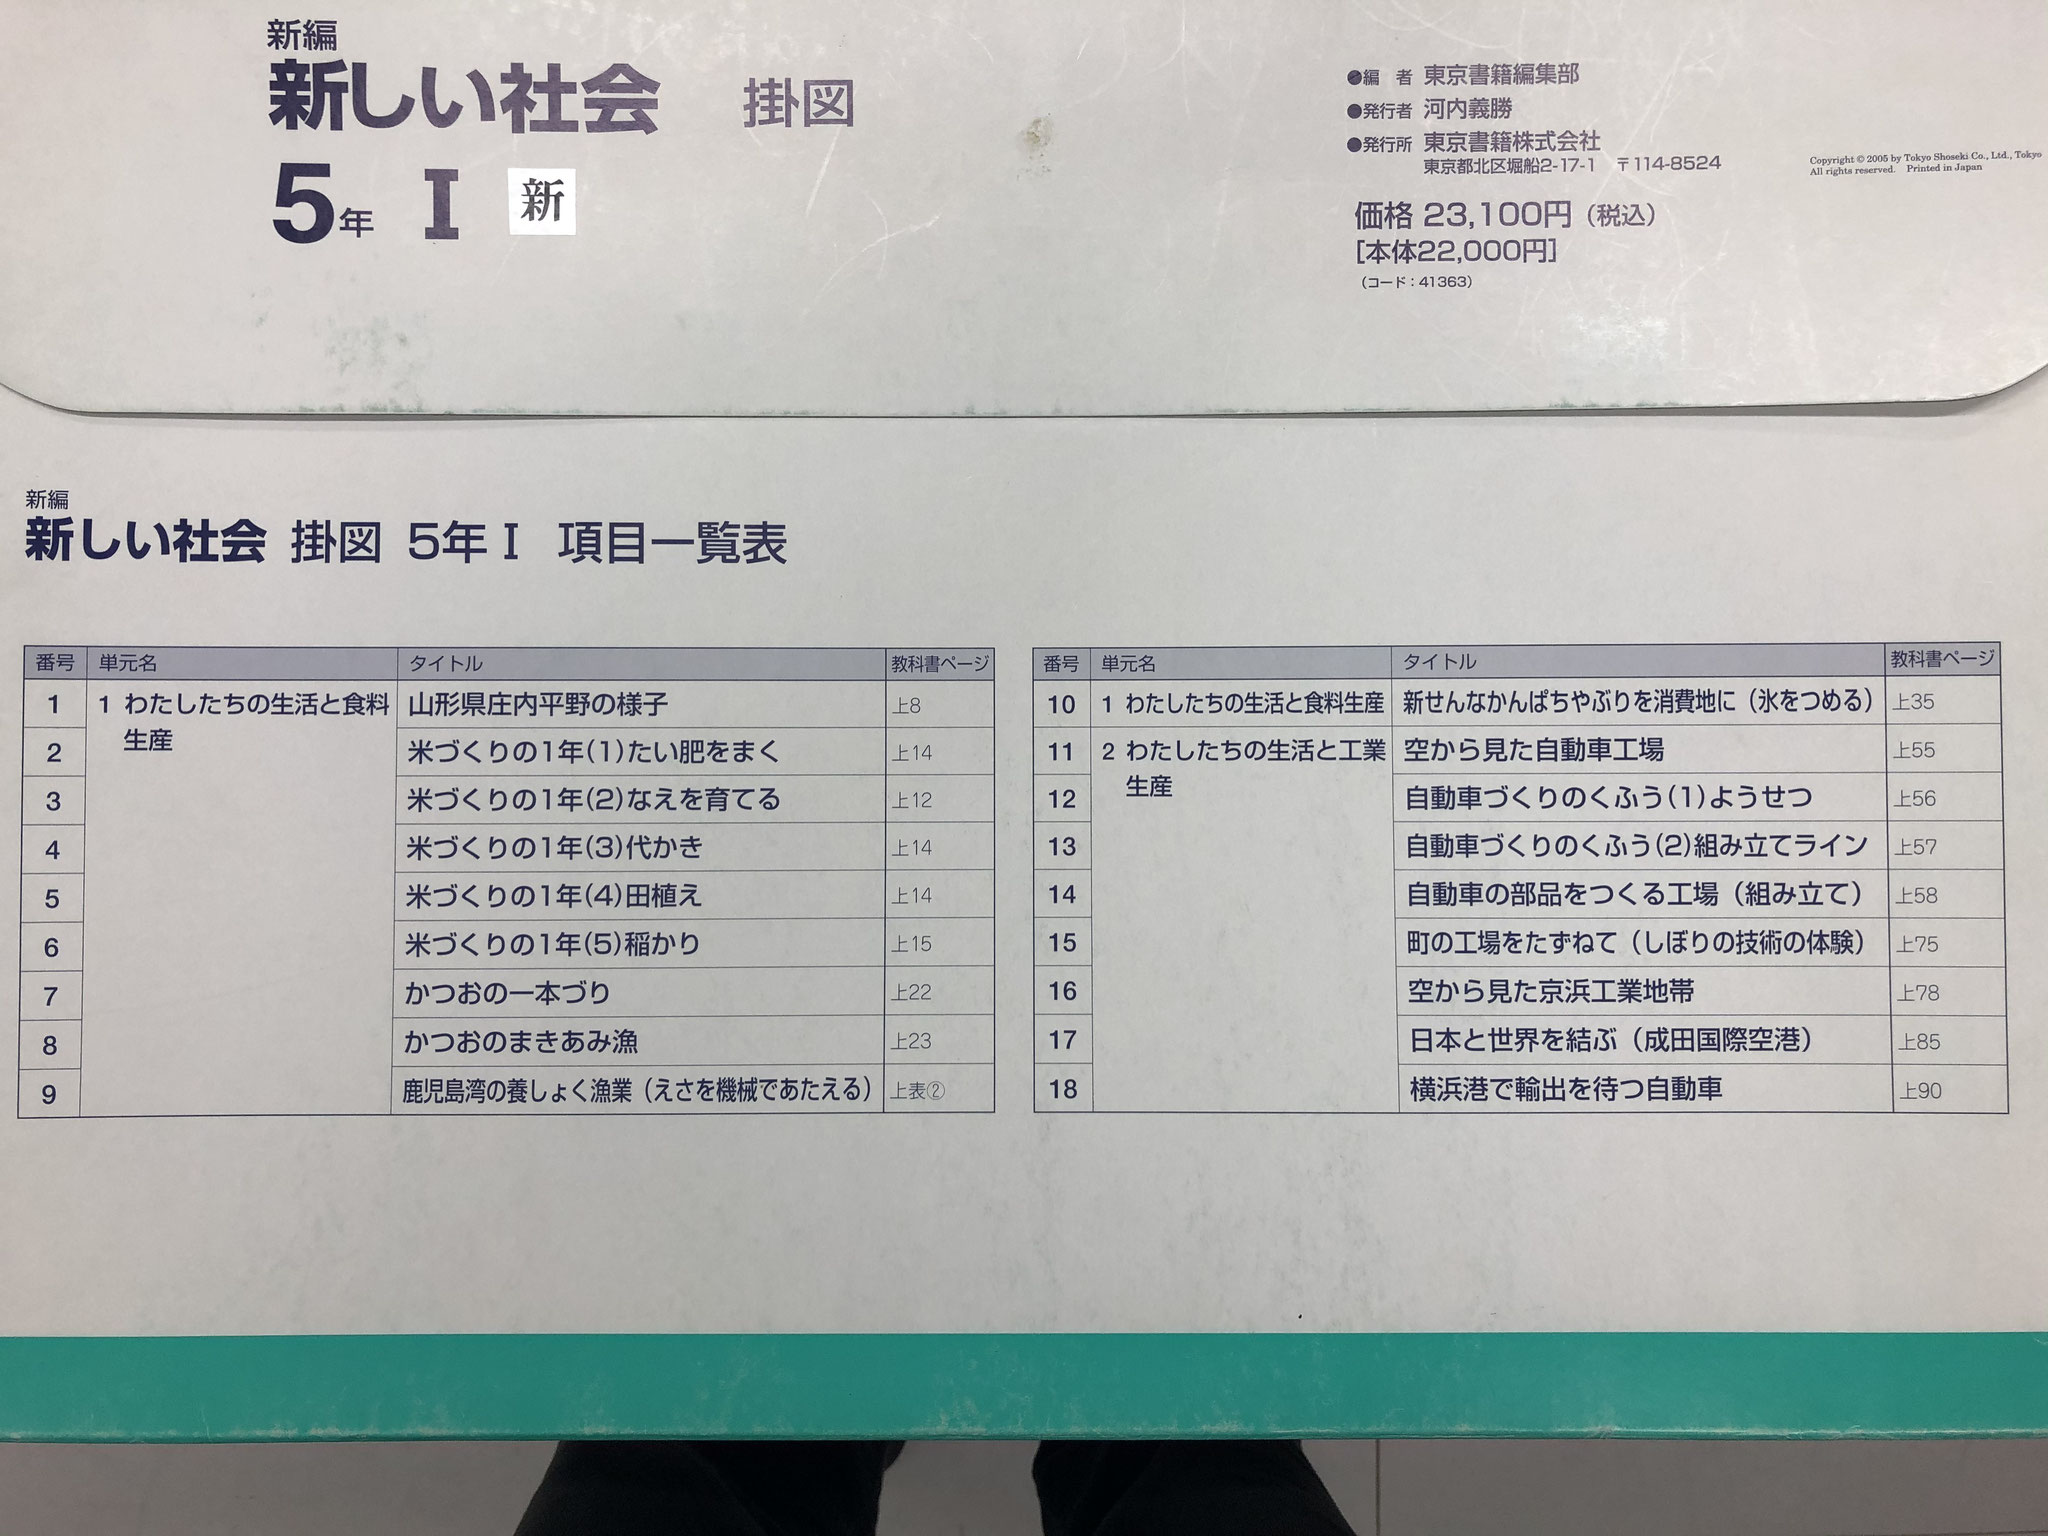 新編
新しい社会 掛図
5年 I 新
●編 者 東京書籍編集部
●発行者 河内義勝
●発行所 東京書籍株式会社
東京都北区堀船2-17-1 〒114-8524
価格 23,100円（税込）
[本体22,000円]
（コード：41363）
Copyright © 2005 by Tokyo Shoseki Co., Ltd., Tokyo
All rights reserved. Printed in Japan
新編
新しい社会 掛図 5年 I 項目一覧表
番号 単元名 タイトル 教科書ページ
1 1 わたしたちの生活と食料 山形県庄内平野の様子 上8
生産
2 米づくりの1年(1)たい肥をまく 上14
3 米づくりの1年(2)なえを育てる 上12
4 米づくりの1年(3)代かき 上14
5 米づくりの1年(4)田植え 上14
6 米づくりの1年(5)稲かり 上15
7 かつおの一本づり 上22
8 かつおのまきあみ漁 上23
9 鹿児島湾の養しょく漁業（えさを機械であたえる） 上表②
番号 単元名 タイトル 教科書ページ
10 1 わたしたちの生活と食料生産 新せんなかんぱちやぶりを消費地に（氷をつめる） 上35
11 2 わたしたちの生活と工業 空から見た自動車工場 上55
生産
12 自動車づくりのくふう(1)ようせつ 上56
13 自動車づくりのくふう(2)組み立てライン 上57
14 自動車の部品をつくる工場（組み立て） 上58
15 町の工場をたずねて（しぼりの技術の体験） 上75
16 空から見た京浜工業地帯 上78
17 日本と世界を結ぶ（成田国際空港） 上85
18 横浜港で輸出を待つ自動車 上90